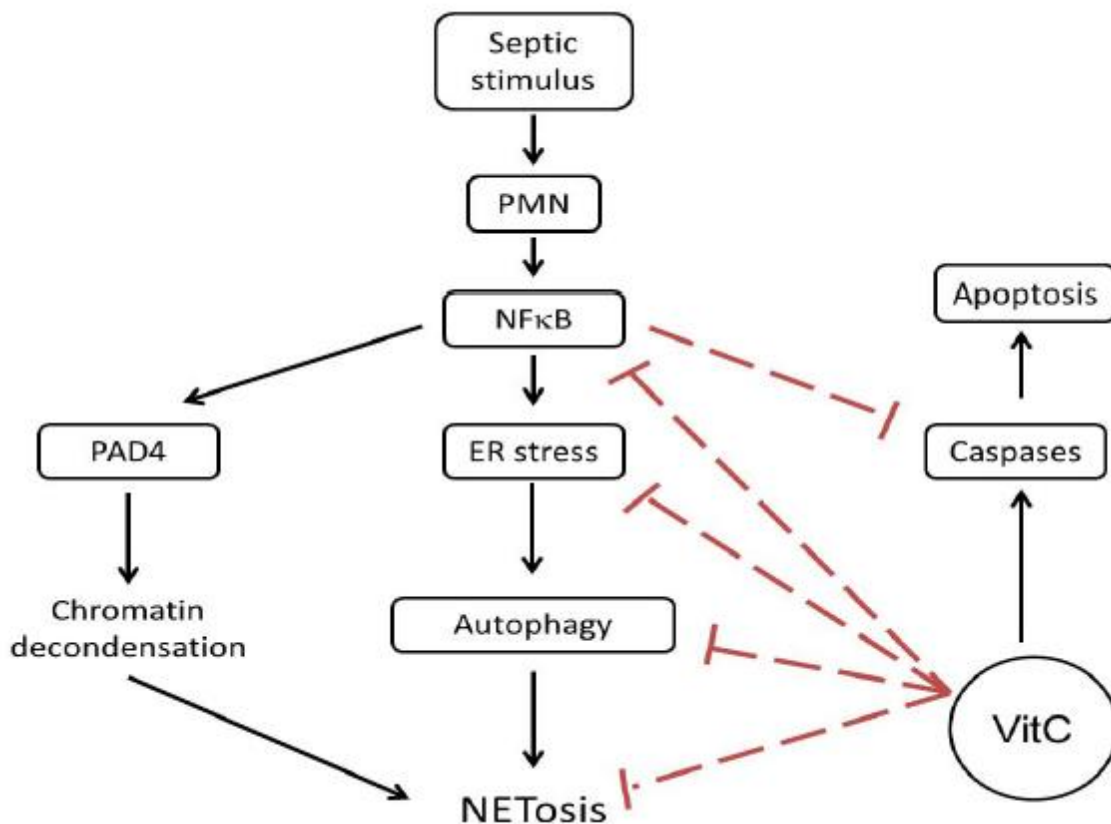 Septic
stimulus
PMN
NFκB
Apoptosis
PAD4
ER stress
Caspases
Chromatin
decondensation
Autophagy
VitC
NETosis